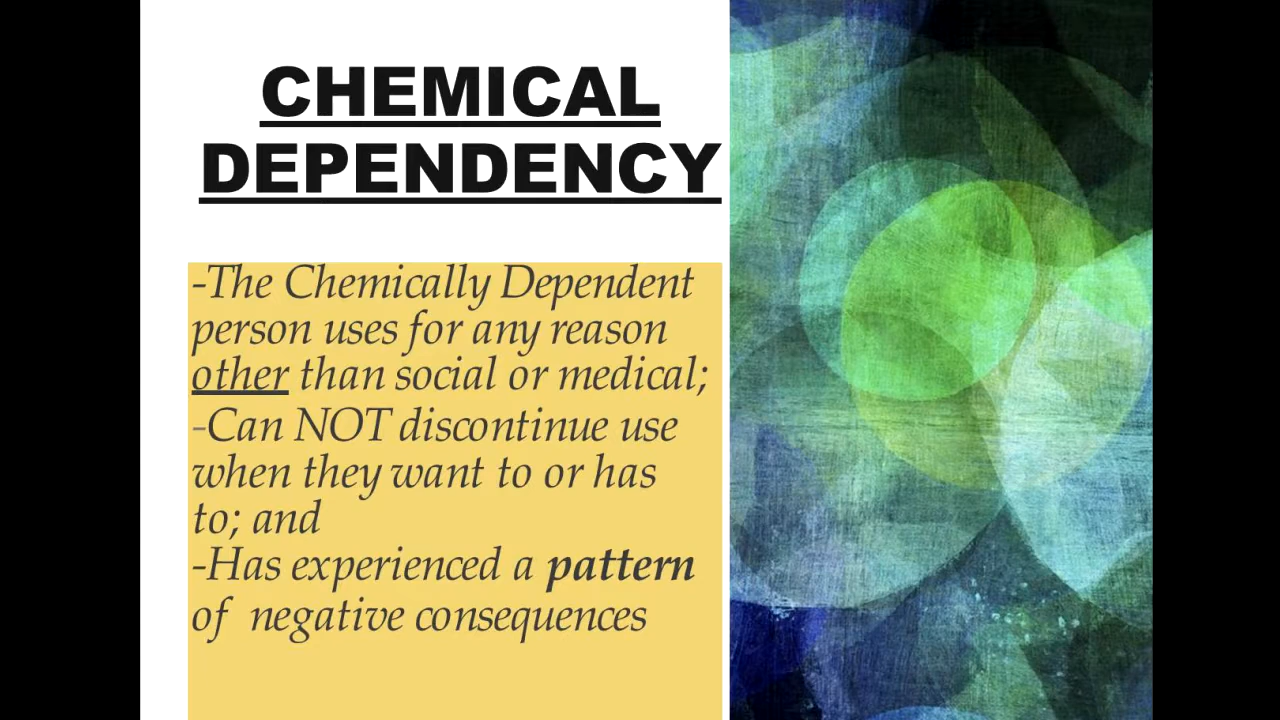 CHEMICAL
DEPENDENCY
-The Chemically Dependent
person uses for any reason
other than social or medical;
-Can NOT discontinue use
when they want to or has
to; and
-Has experienced a pattern
of  negative consequences